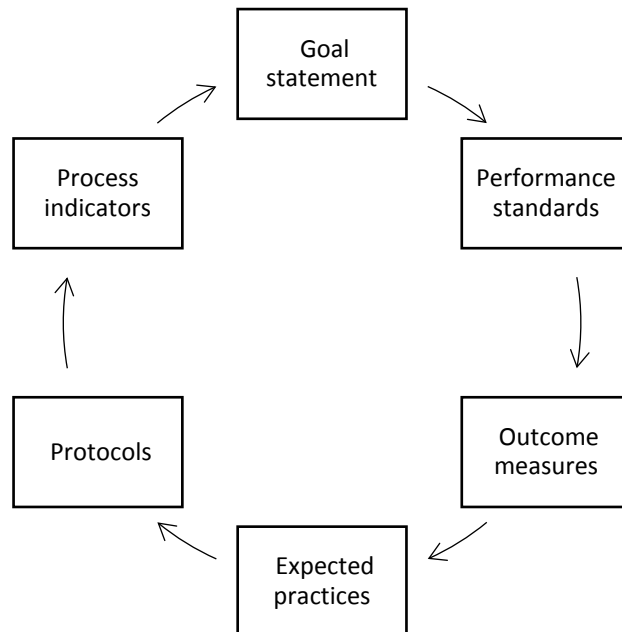 Goal
statement
Performance
standards
Outcome
measures
Expected
practices
Protocols
Process
indicators